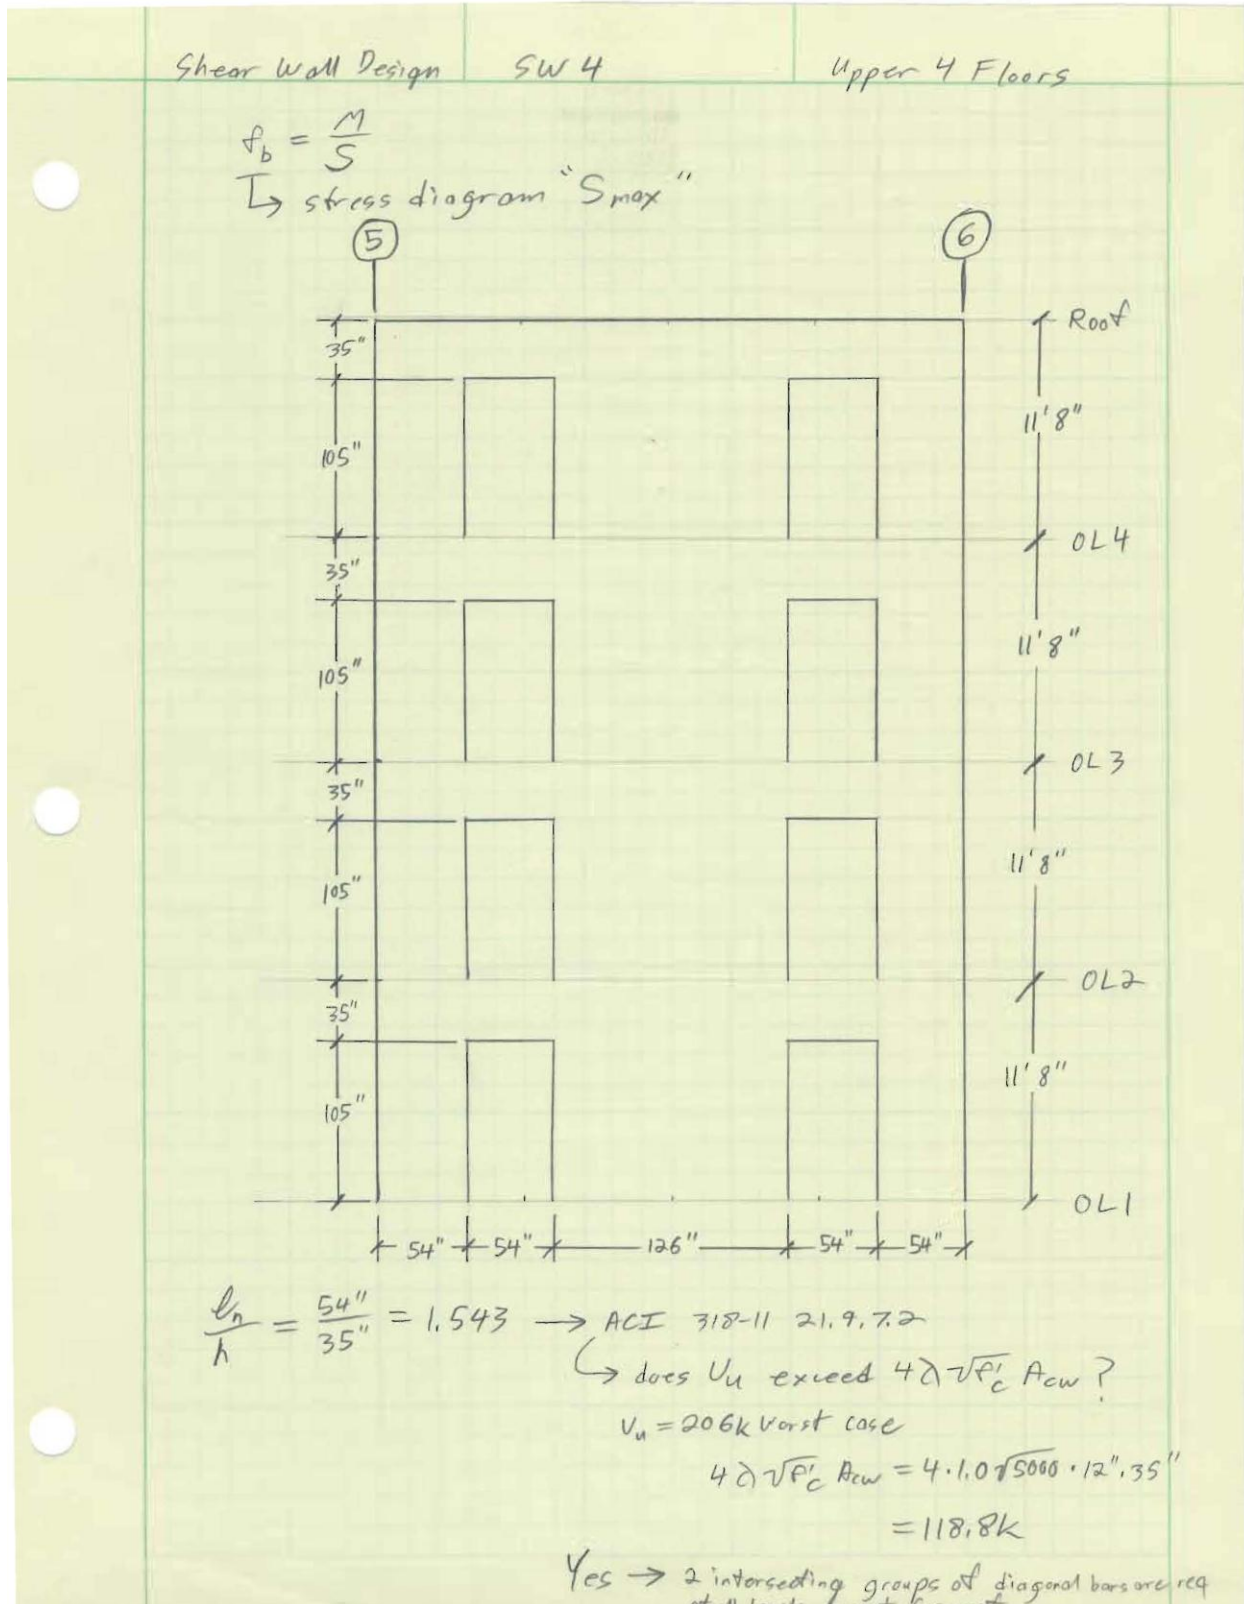 Shear Wall Design SW 4 Upper 4 Floors
f_b = M/S
↳ stress diagram "Smax"
5 6
35" Roof
105" 11'8"
OL4
35"
105" 11'8"
OL3
35"
105" 11'8"
OL2
35"
105" 11'8"
OL1
54" 54" 126" 54" 54"
ℓn/h = 54"/35" = 1.543 → ACI 318-11 21.9.7.2
↳ does Vu exceed 4λ√f'c Acw?
Vu = 206k worst case
4λ√f'c Acw = 4·1.0√5000·12"·35"
= 118.8k
Yes → 2 intersecting groups of diagonal bars are req